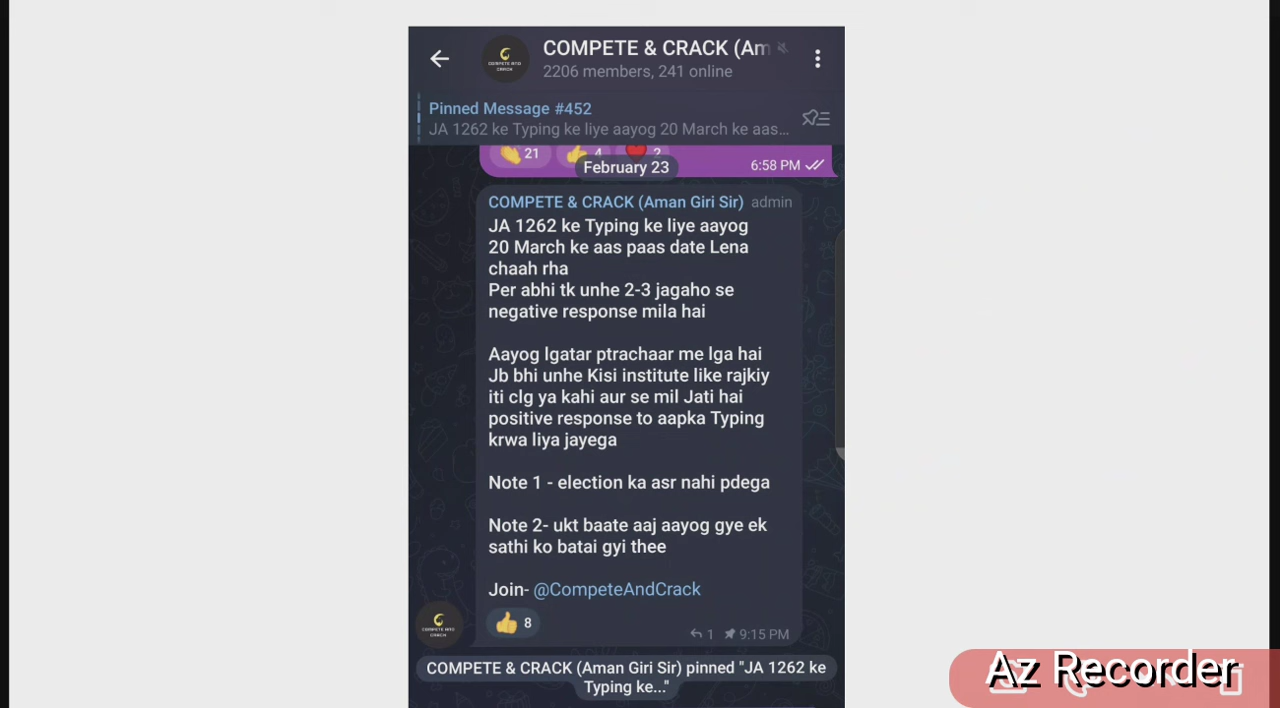 COMPETE & CRACK (Am
2206 members, 241 online
Pinned Message #452
JA 1262 ke Typing ke liye aayog 20 March ke aas...
21 4 2
6:58 PM
February 23
COMPETE & CRACK (Aman Giri Sir) admin
JA 1262 ke Typing ke liye aayog
20 March ke aas paas date Lena
chaah rha
Per abhi tk unhe 2-3 jagaho se
negative response mila hai
Aayog lgatar ptrachaar me lga hai
Jb bhi unhe Kisi institute like rajkiy
iti clg ya kahi aur se mil Jati hai
positive response to aapka Typing
krwa liya jayega
Note 1 - election ka asr nahi pdega
Note 2- ukt baate aaj aayog gye ek
sathi ko batai gyi thee
Join- @CompeteAndCrack
8
1 9:15 PM
COMPETE AND
CRACK
COMPETE & CRACK (Aman Giri Sir) pinned "JA 1262 ke
Typing ke..."
Az Recorder